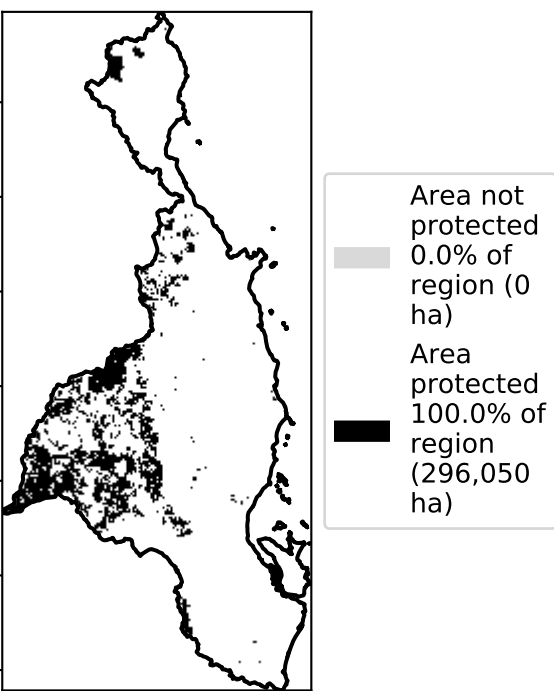 Area not
protected
0.0% of
region (0
ha)
Area
protected
100.0% of
region
(296,050
ha)